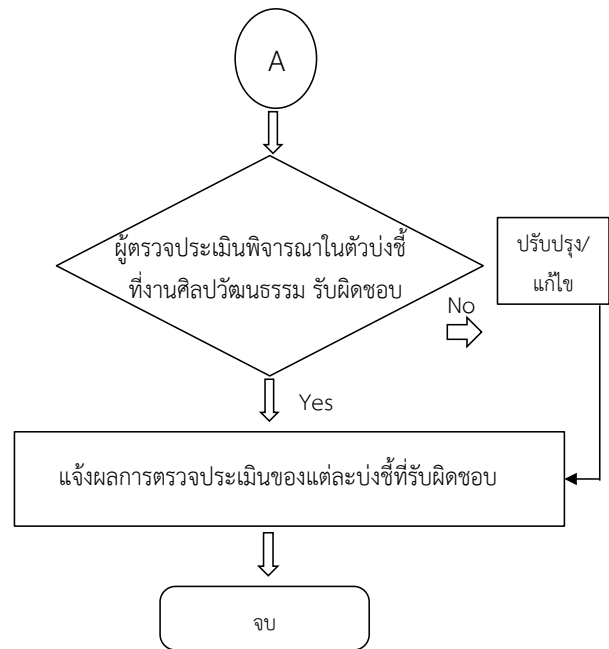 A
ผู้ตรวจประเมินพิจารณาในตัวบ่งชี้
ที่งานศิลปวัฒนธรรม รับผิดชอบ
ปรับปรุง/
แก้ไข
No
Yes
แจ้งผลการตรวจประเมินของแต่ละบ่งชี้ที่รับผิดชอบ
จบ